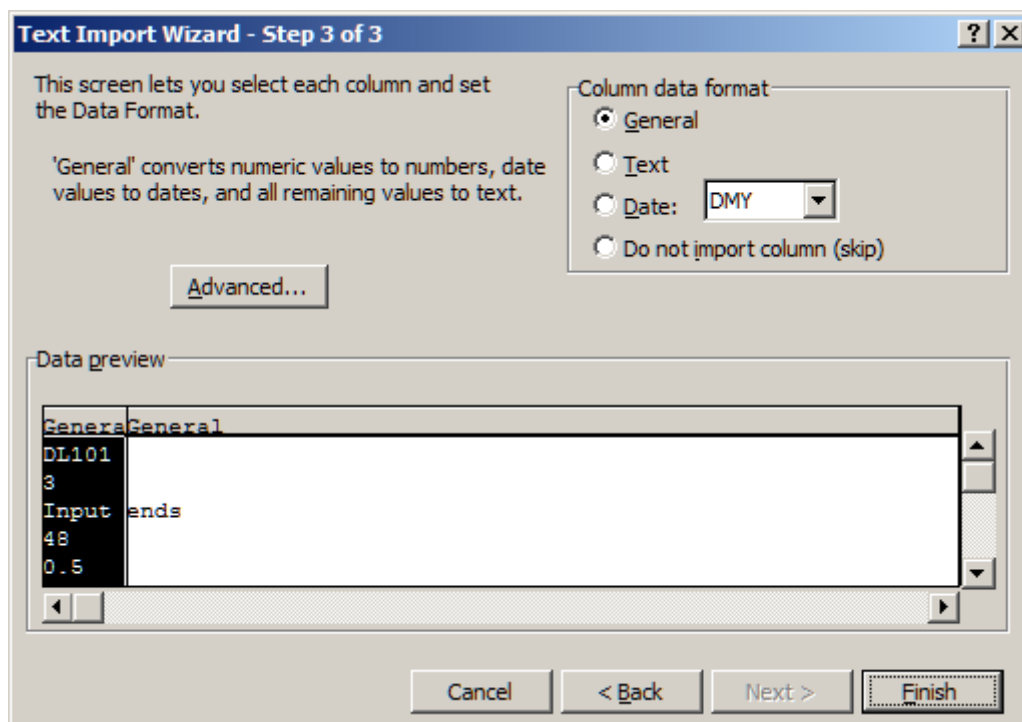 Text Import Wizard - Step 3 of 3
This screen lets you select each column and set
the Data Format.
'General' converts numeric values to numbers, date
values to dates, and all remaining values to text.
Advanced...
Column data format
General
Text
Date: DMY
Do not import column (skip)
Data preview
Genera General
DL101
3
Input ends
48
0.5
Cancel < Back Next > Finish